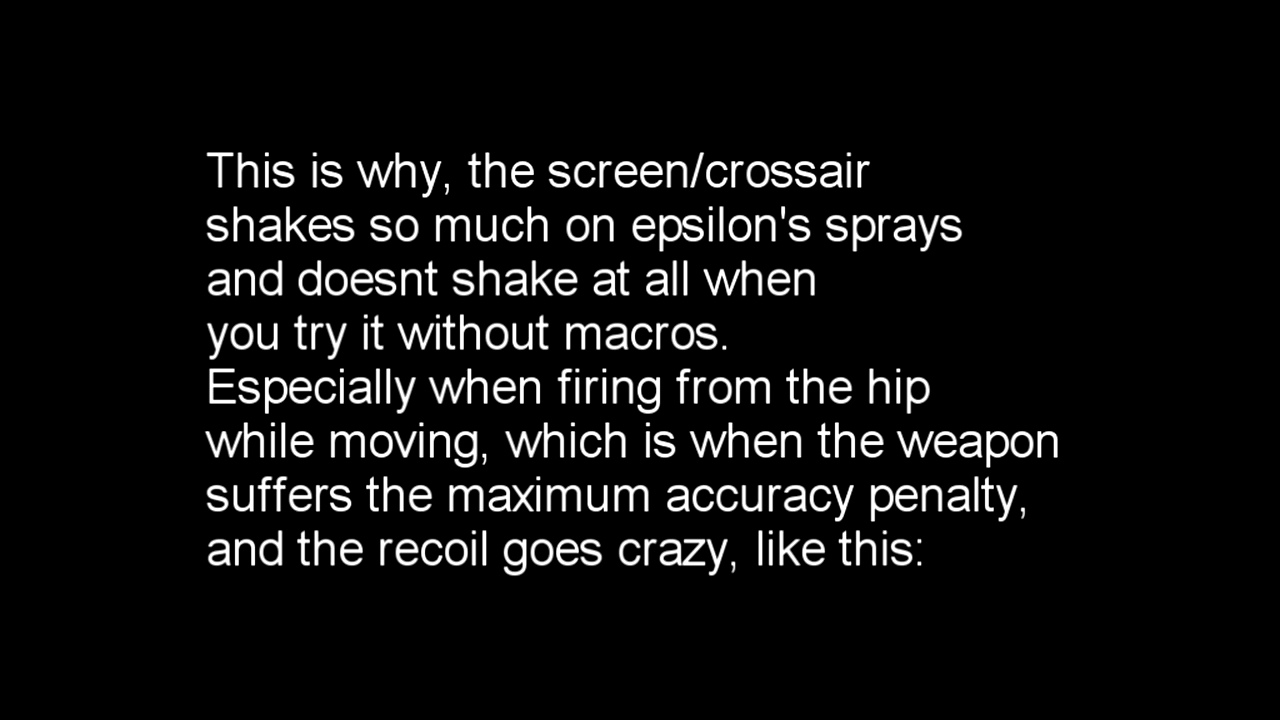 This is why, the screen/crossair
shakes so much on epsilon's sprays
and doesnt shake at all when
you try it without macros.
Especially when firing from the hip
while moving, which is when the weapon
suffers the maximum accuracy penalty,
and the recoil goes crazy, like this: